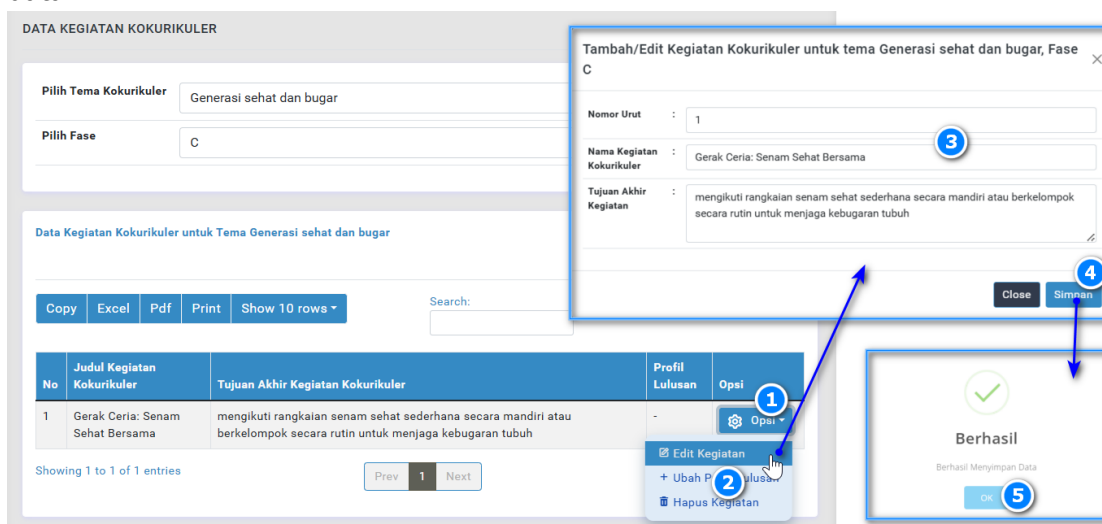 DATA KEGIATAN KOKURIKULER
Pilih Tema Kokurikuler
Generasi sehat dan bugar
Pilih Fase
C
Data Kegiatan Kokurikuler untuk Tema Generasi sehat dan bugar
Copy Excel Pdf Print Show 10 rows
Search:
No Judul Kegiatan Kokurikuler Tujuan Akhir Kegiatan Kokurikuler Profil Lulusan Opsi
1 Gerak Ceria: Senam Sehat Bersama mengikuti rangkaian senam sehat sederhana secara mandiri atau
berkelompok secara rutin untuk menjaga kebugaran tubuh - Opsi
1
Edit Kegiatan
+ Ubah
2
Hapus Kegiatan
Showing 1 to 1 of 1 entries
Prev 1 Next
Tambah/Edit Kegiatan Kokurikuler untuk tema Generasi sehat dan bugar, Fase
C
×
Nomor Urut : 1
3
Nama Kegiatan
Kokurikuler
: Gerak Ceria: Senam Sehat Bersama
Tujuan Akhir
Kegiatan
: mengikuti rangkaian senam sehat sederhana secara mandiri atau berkelompok
secara rutin untuk menjaga kebugaran tubuh
4
Close Simpan
Berhasil
Berhasil Menyimpan Data
OK
5